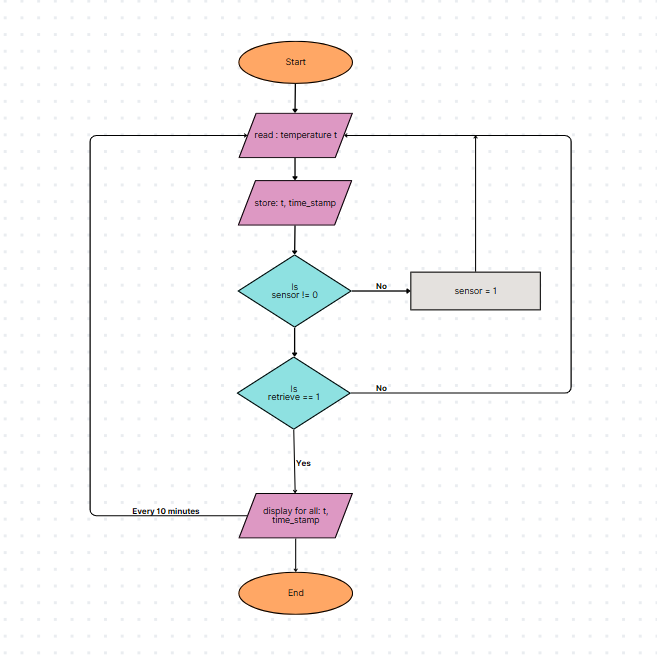 Start
read : temperature t
store: t, time_stamp
Is
sensor != 0
No
sensor = 1
Is
retrieve == 1
No
Yes
display for all: t,
time_stamp
Every 10 minutes
End